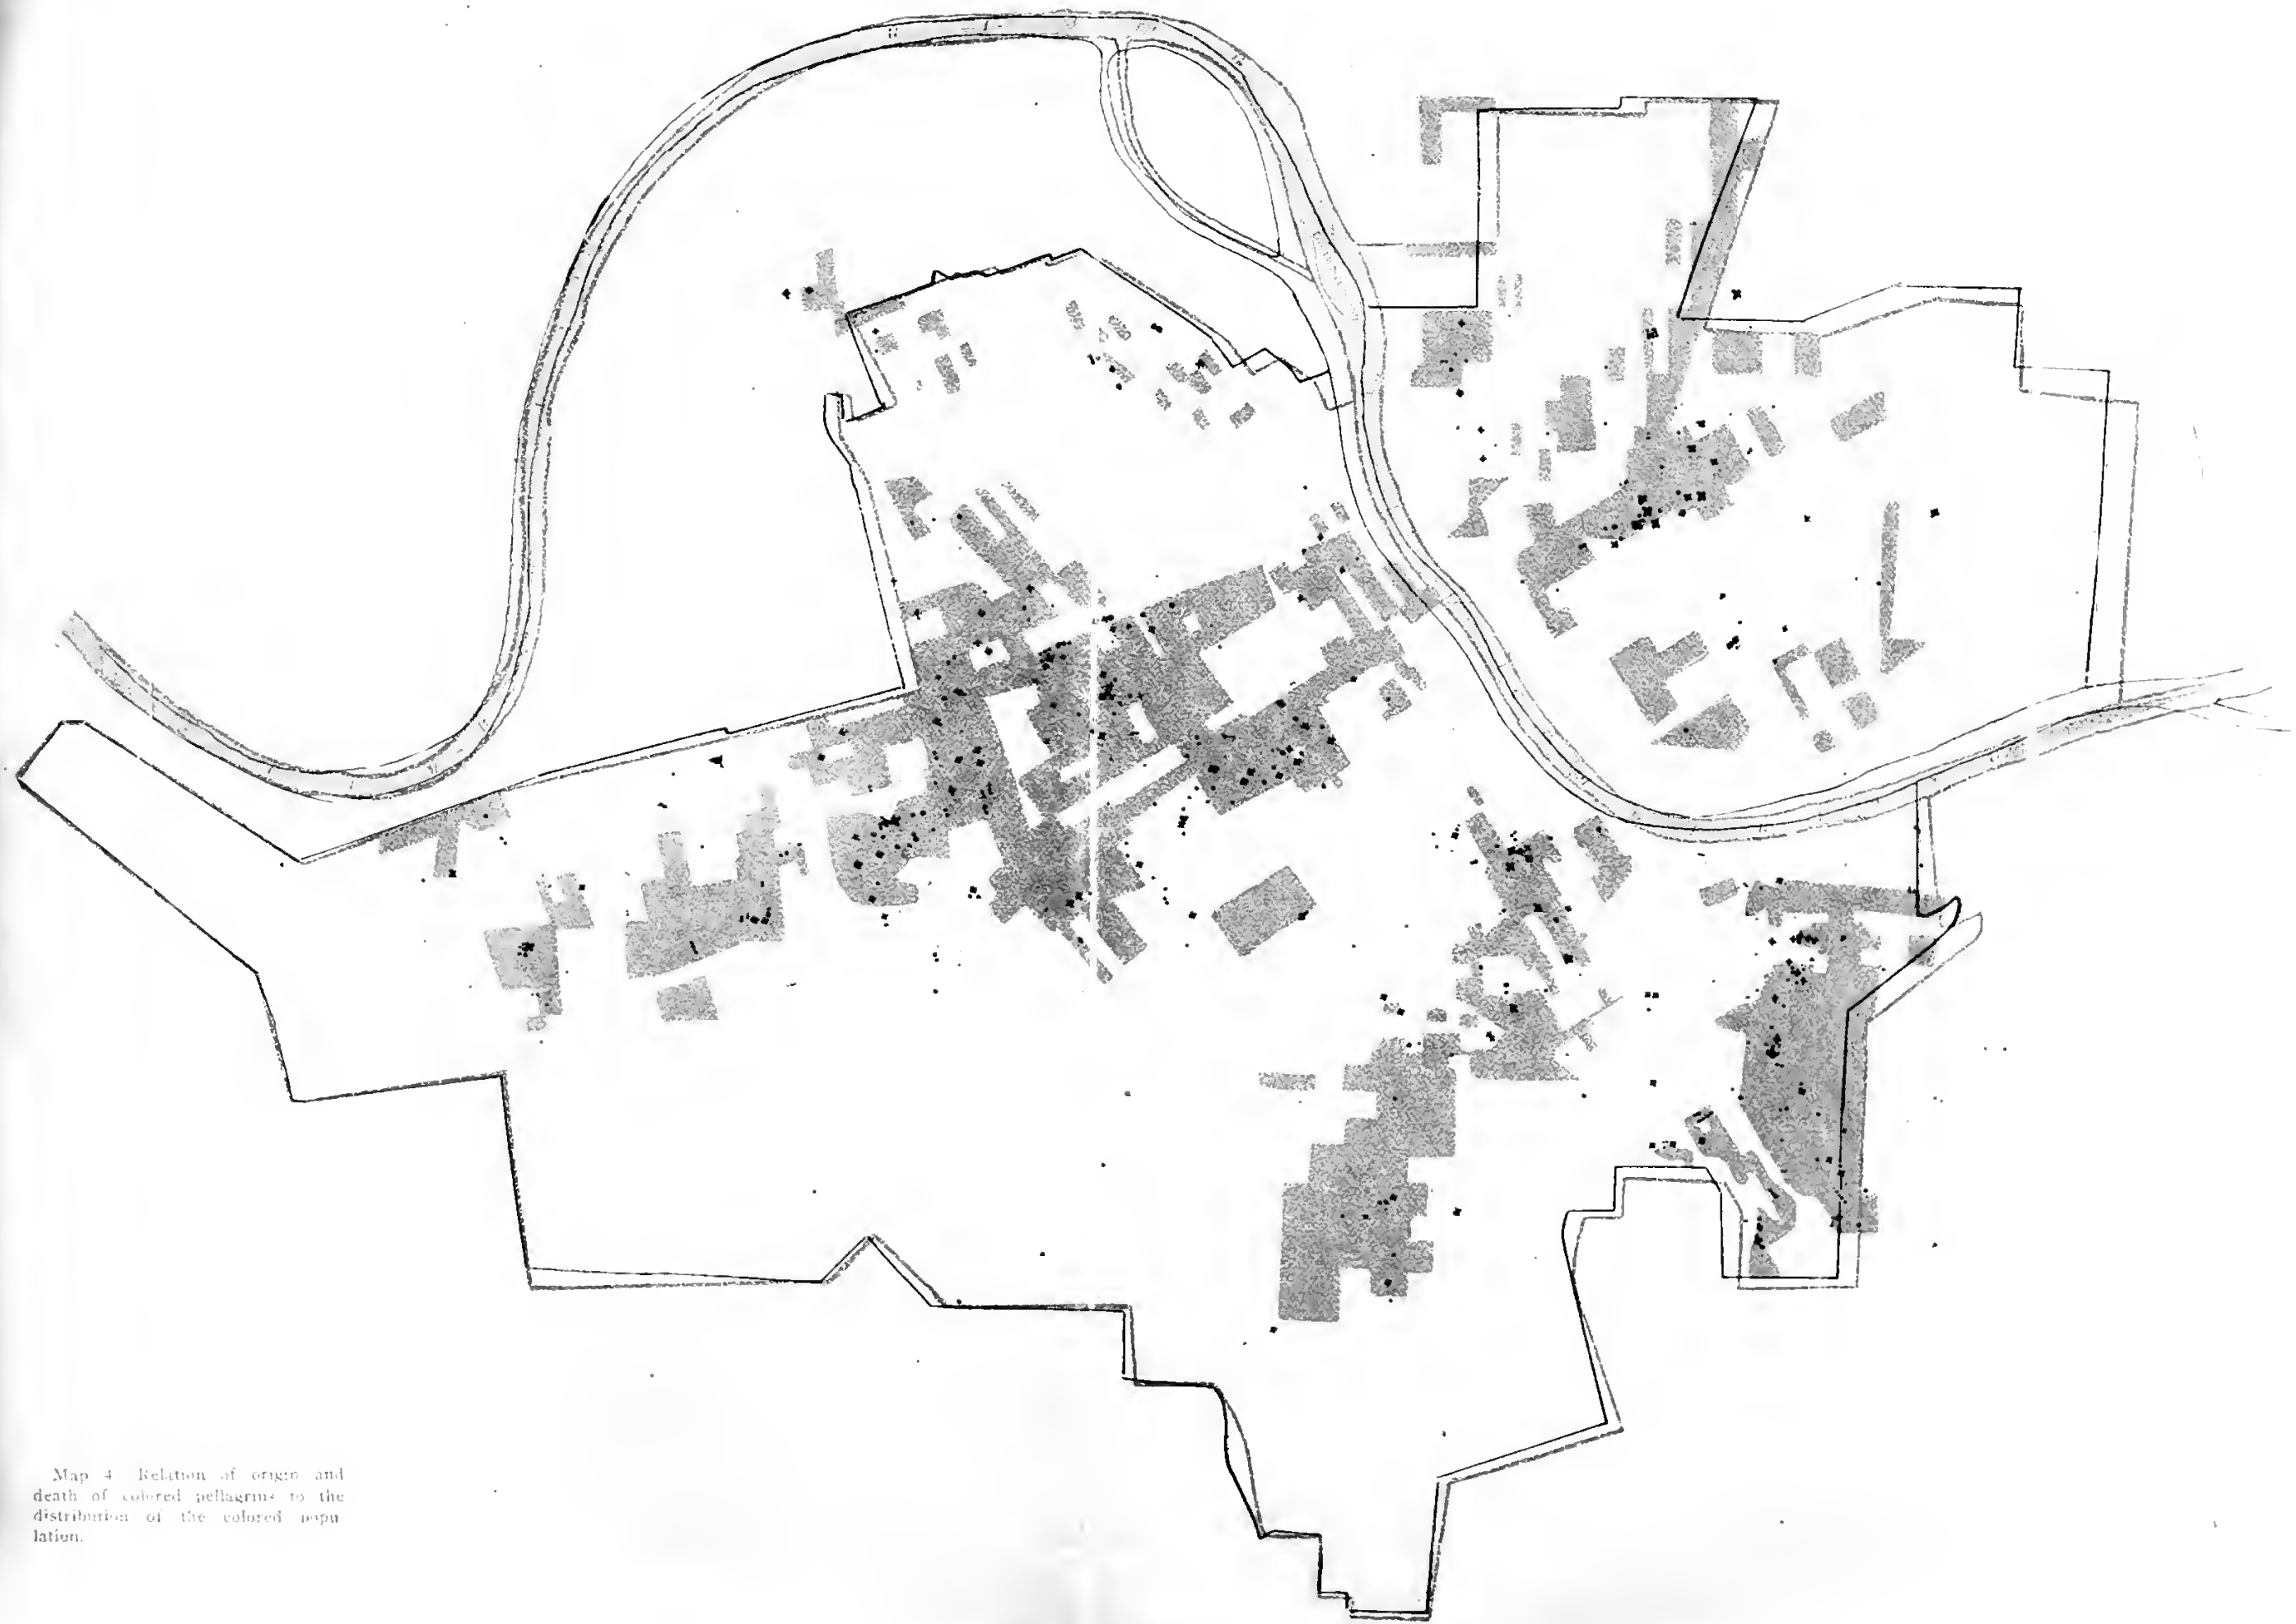 Map 4 Relation of origin and
death of colored pellagrins to the
distribution of the colored popu
lation.